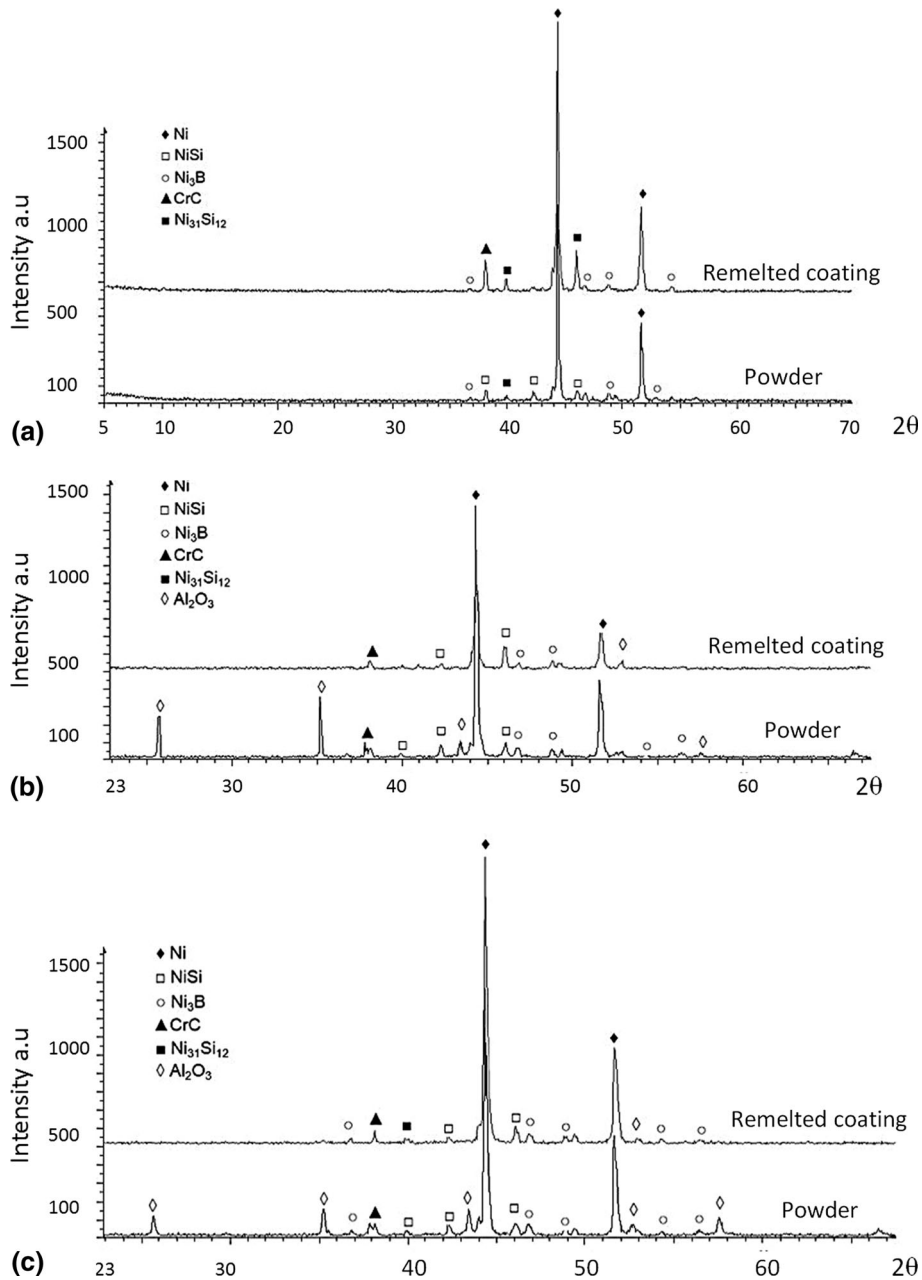 1500
1000
500
100
Intensity a.u
Ni
NiSi
Ni₃B
CrC
Ni₃₁Si₁₂
Remelted coating
Powder
5 10 20 30 40 50 60 70 2θ
(a)
1500
1000
500
100
Intensity a.u
Ni
NiSi
Ni₃B
CrC
Ni₃₁Si₁₂
Al₂O₃
Remelted coating
Powder
23 30 40 50 60 2θ
(b)
1500
1000
500
100
Intensity a.u
Ni
NiSi
Ni₃B
CrC
Ni₃₁Si₁₂
Al₂O₃
Remelted coating
Powder
23 30 40 50 60 2θ
(c)